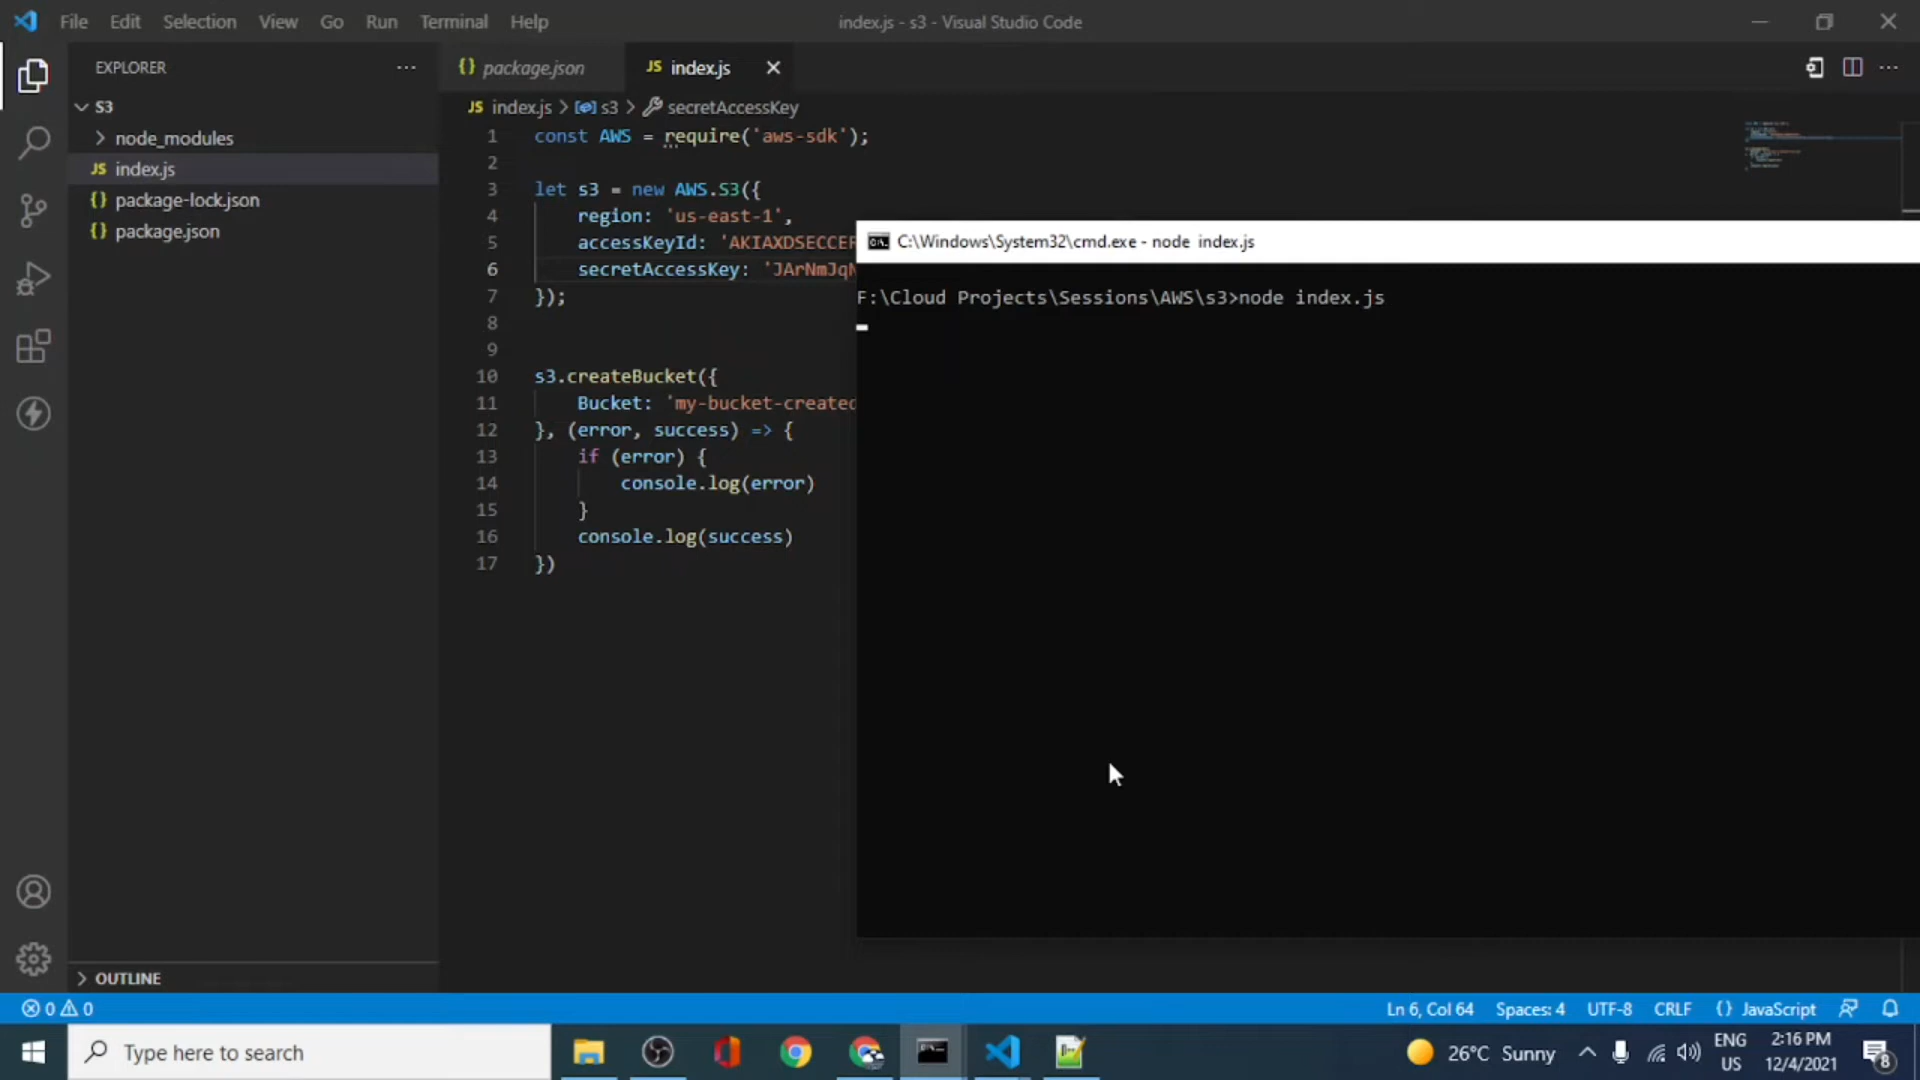 File Edit Selection View Go Run Terminal Help
index.js - s3 - Visual Studio Code
EXPLORER
S3
node_modules
JS index.js
{} package-lock.json
{} package.json
OUTLINE
{} package.json
JS index.js
JS index.js > s3 > secretAccessKey
1 const AWS = require('aws-sdk');
2
3 let s3 = new AWS.S3({
4 region: 'us-east-1',
5 accessKeyId: 'AKIAXDSECCE
6 secretAccessKey: 'JArNmJq
7 });
8
9
10 s3.createBucket({
11 Bucket: 'my-bucket-created
12 }, (error, success) => {
13 if (error) {
14 console.log(error)
15 }
16 console.log(success)
17 })
C:\Windows\System32\cmd.exe - node index.js
F:\Cloud Projects\Sessions\AWS\s3>node index.js
0 0
Ln 6, Col 64 Spaces: 4 UTF-8 CRLF {} JavaScript
Type here to search
26°C Sunny
ENG
US
2:16 PM
12/4/2021
8